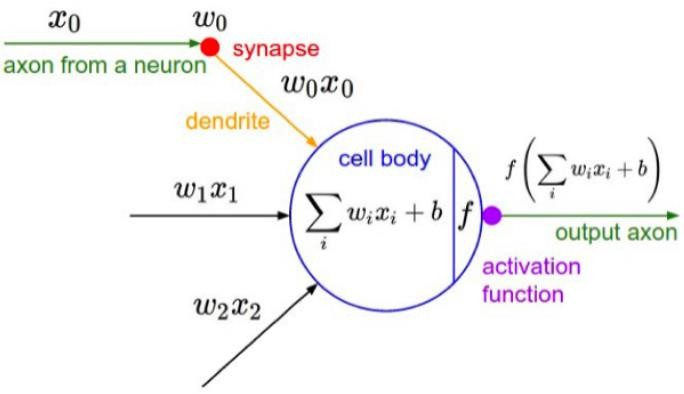 x₀
w₀
synapse
axon from a neuron
w₀x₀
dendrite
cell body
f(∑ᵢ wᵢxᵢ + b)
w₁x₁
∑ᵢ wᵢxᵢ + b
f
output axon
activation
function
w₂x₂